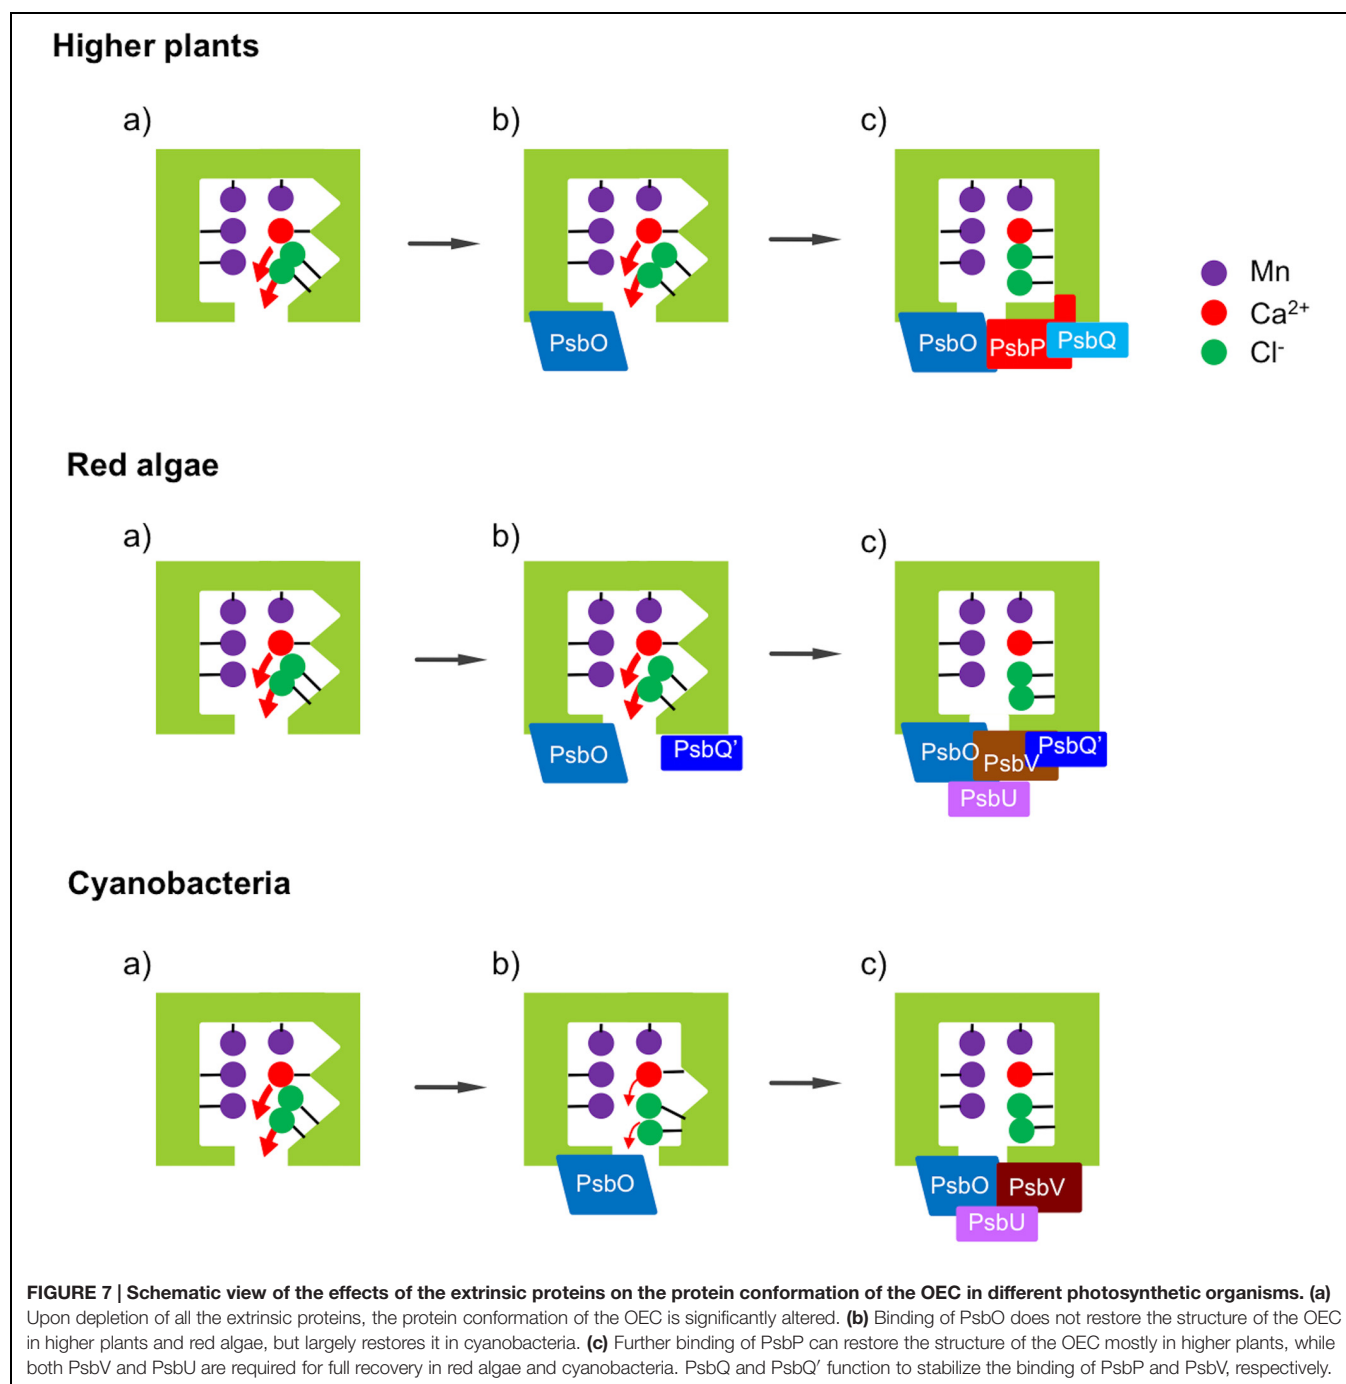 Higher plants
a)
b)
c)
PsbO
PsbO
PsbP
PsbQ
Mn
Ca²⁺
Cl⁻
Red algae
a)
b)
c)
PsbO
PsbQ’
PsbO
PsbV
PsbQ’
PsbU
Cyanobacteria
a)
b)
c)
PsbO
PsbO
PsbV
PsbU
FIGURE 7 | Schematic view of the effects of the extrinsic proteins on the protein conformation of the OEC in different photosynthetic organisms. (a)
Upon depletion of all the extrinsic proteins, the protein conformation of the OEC is significantly altered. (b) Binding of PsbO does not restore the structure of the OEC
in higher plants and red algae, but largely restores it in cyanobacteria. (c) Further binding of PsbP can restore the structure of the OEC mostly in higher plants, while
both PsbV and PsbU are required for full recovery in red algae and cyanobacteria. PsbQ and PsbQ′ function to stabilize the binding of PsbP and PsbV, respectively.